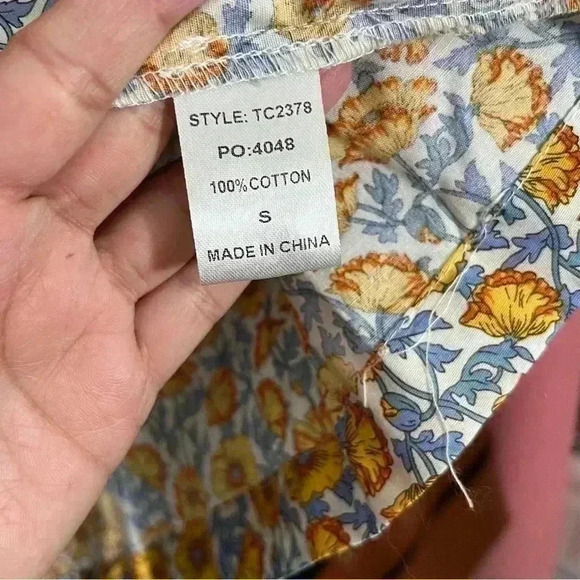 STYLE: TC2378
PO:4048
100%COTTON
S
MADE IN CHINA